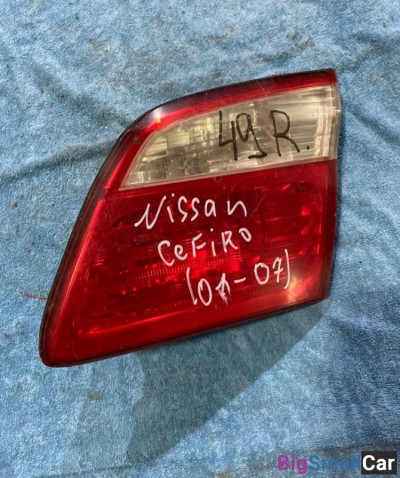 49R.
Nissan
CEFiRO
(01-07)
BigSmallCar